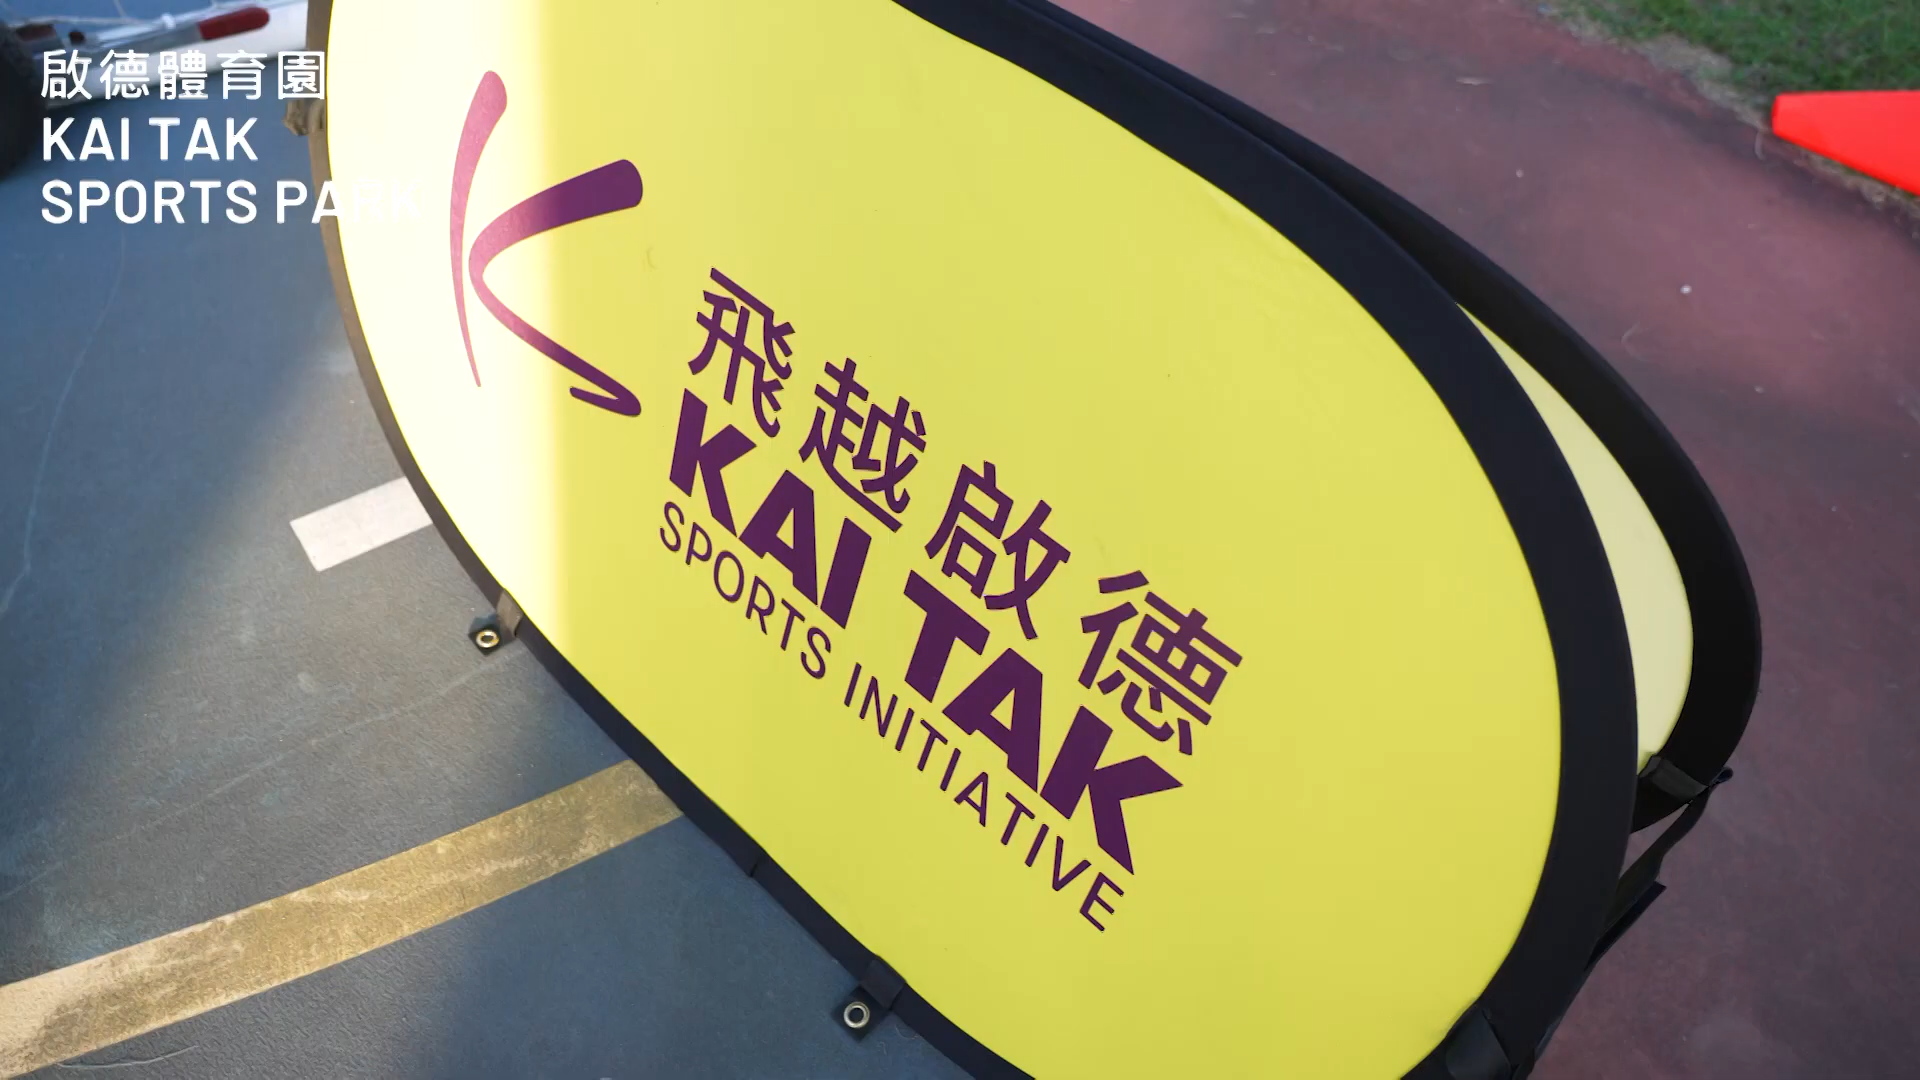 啟德體育園
KAI TAK
SPORTS PARK
飛越啟德
KAI TAK
SPORTS INITIATIVE